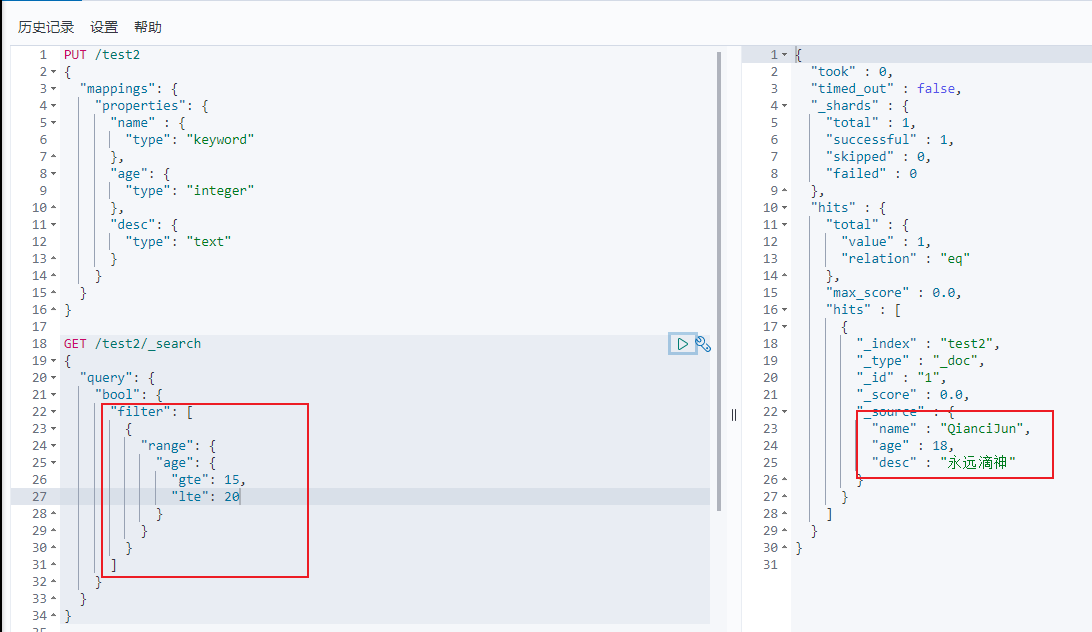 历史记录 设置 帮助
1 PUT /test2
2 {
3 "mappings": {
4 "properties": {
5 "name" : {
6 "type": "keyword"
7 },
8 "age": {
9 "type": "integer"
10 },
11 "desc": {
12 "type": "text"
13 }
14 }
15 }
16 }
17
18 GET /test2/_search
19 {
20 "query": {
21 "bool": {
22 "filter": [
23 {
24 "range": {
25 "age": {
26 "gte": 15,
27 "lte": 20
28 }
29 }
30 }
31 ]
32 }
33 }
34 }
1 {
2 "took" : 0,
3 "timed_out" : false,
4 "_shards" : {
5 "total" : 1,
6 "successful" : 1,
7 "skipped" : 0,
8 "failed" : 0
9 },
10 "hits" : {
11 "total" : {
12 "value" : 1,
13 "relation" : "eq"
14 },
15 "max_score" : 0.0,
16 "hits" : [
17 {
18 "_index" : "test2",
19 "_type" : "_doc",
20 "_id" : "1",
21 "_score" : 0.0,
22 "_source" : {
23 "name" : "QianciJun",
24 "age" : 18,
25 "desc" : "永远滴神"
26 }
27 }
28 ]
29 }
30 }
31